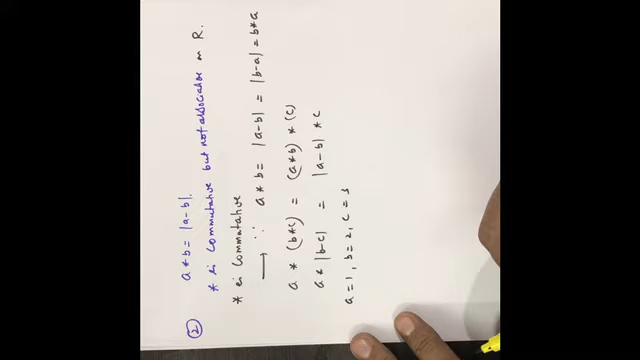 ② a * b = |a-b|.
* is commutative but not associative on R.
* is commutative
→ ∵ a * b = |a-b| = |b-a| = b * a
a * (b * c) = (a * b) * (c)
a * |b-c| = |a-b| * c
a = 1, b = 2, c = 3